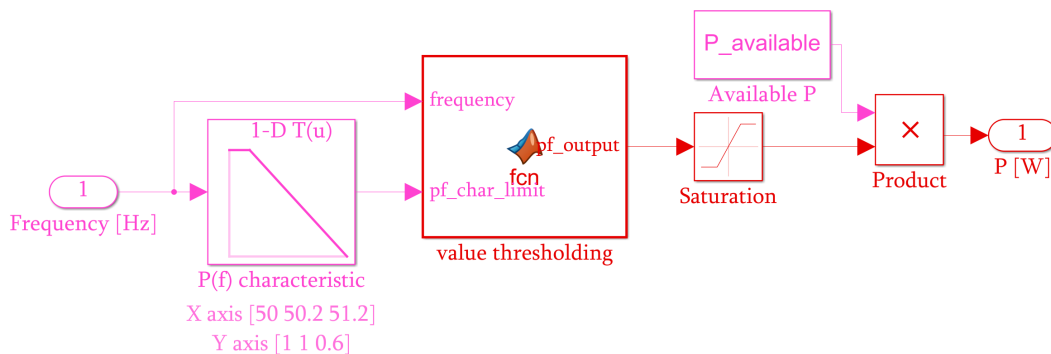 P_available
Available P
frequency
1-D T(u)
pf_output
fcn
×
1
P [W]
Product
1
Frequency [Hz]
pf_char_limit
Saturation
value thresholding
P(f) characteristic
X axis [50 50.2 51.2]
Y axis [1 1 0.6]